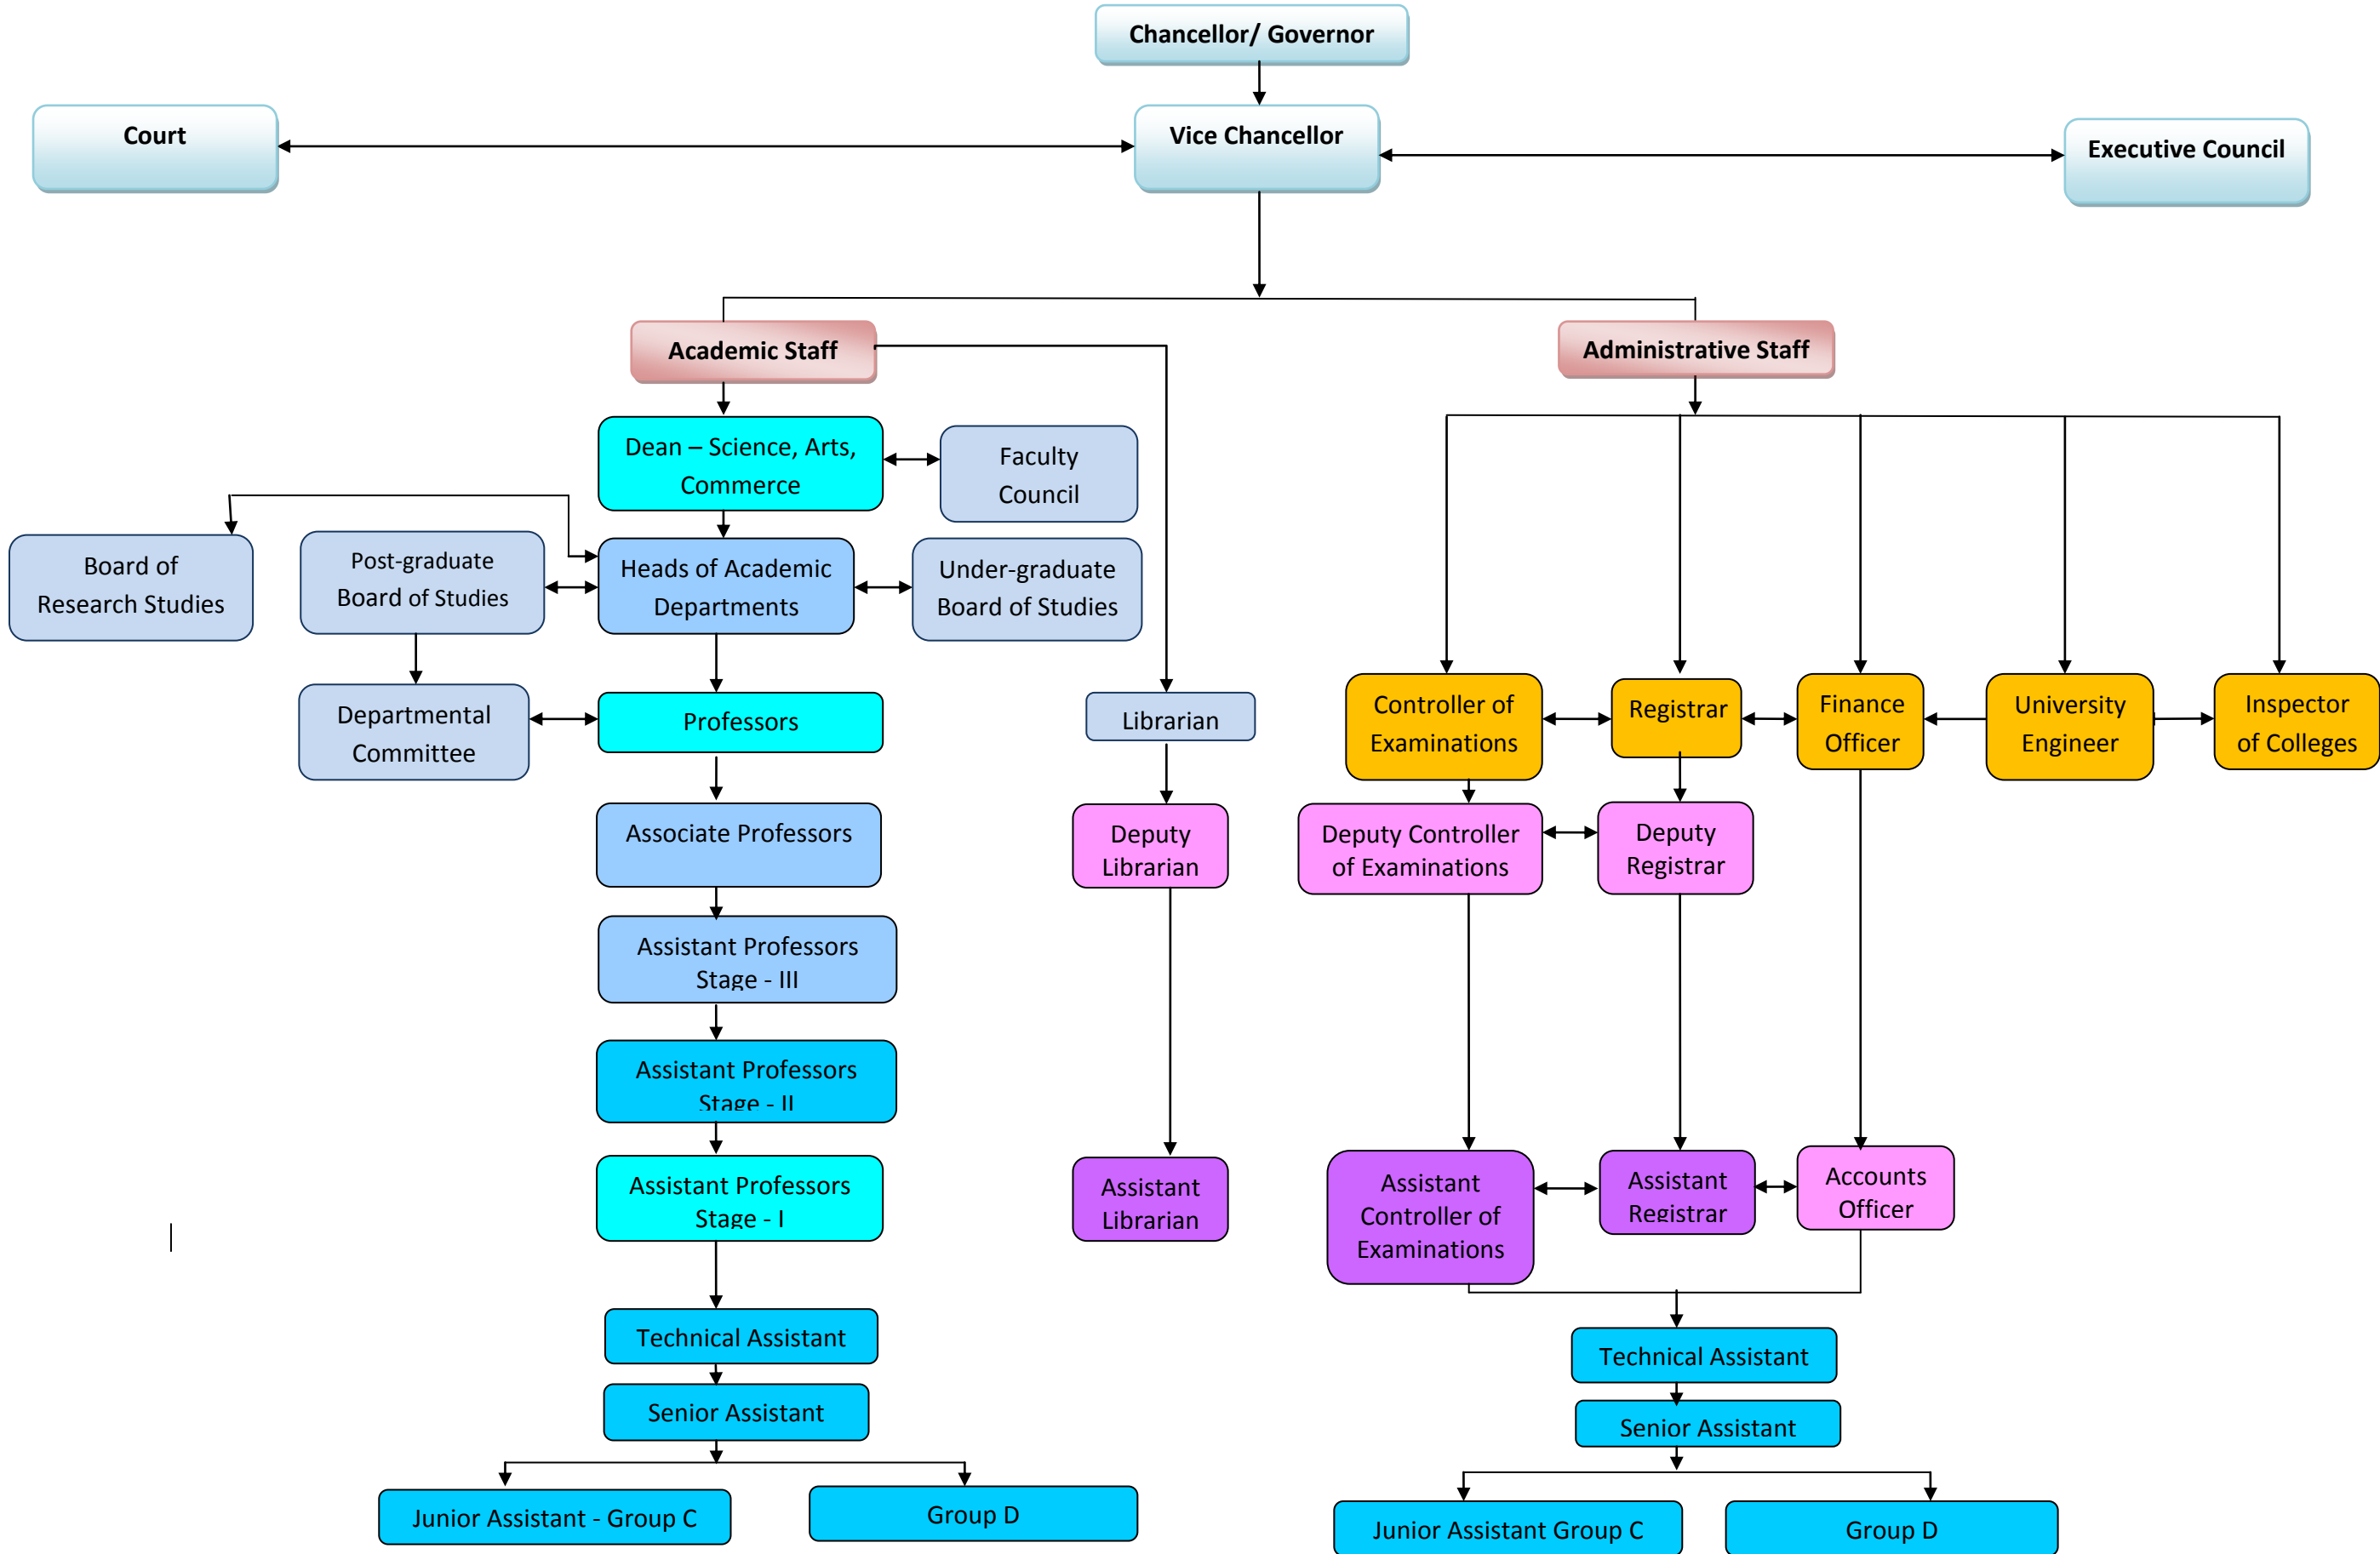 Chancellor/ Governor
Court
Vice Chancellor
Executive Council
Academic Staff
Administrative Staff
Dean – Science, Arts,
Commerce
Faculty
Council
Board of
Research Studies
Post-graduate
Board of Studies
Heads of Academic
Departments
Under-graduate
Board of Studies
Departmental
Committee
Professors
Librarian
Controller of
Examinations
Registrar
Finance
Officer
University
Engineer
Inspector
of Colleges
Associate Professors
Deputy
Librarian
Deputy Controller
of Examinations
Deputy
Registrar
Assistant Professors
Stage - III
Assistant Professors
Stage - II
Assistant Professors
Stage - I
Assistant
Librarian
Assistant
Controller of
Examinations
Assistant
Registrar
Accounts
Officer
Technical Assistant
Technical Assistant
Senior Assistant
Senior Assistant
Junior Assistant - Group C
Group D
Junior Assistant Group C
Group D